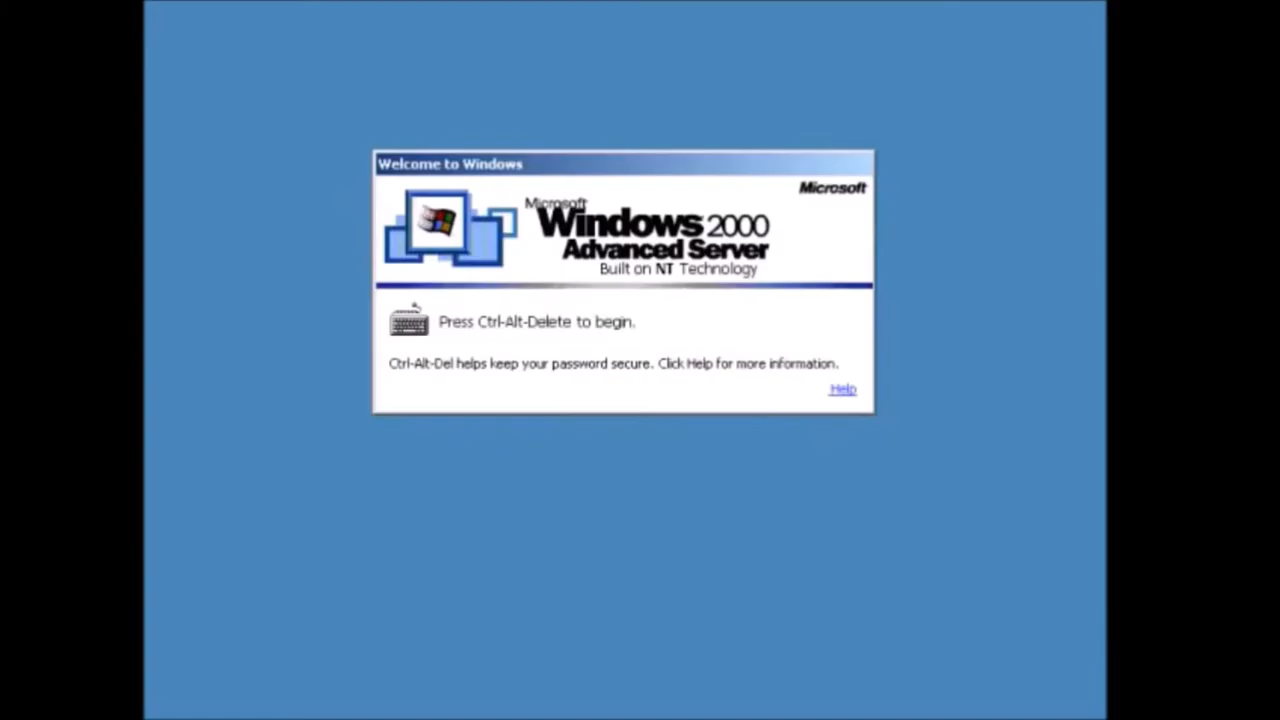 Welcome to Windows
Microsoft
Microsoft
Windows 2000
Advanced Server
Built on NT Technology
Press Ctrl-Alt-Delete to begin.
Ctrl-Alt-Del helps keep your password secure. Click Help for more information.
Help